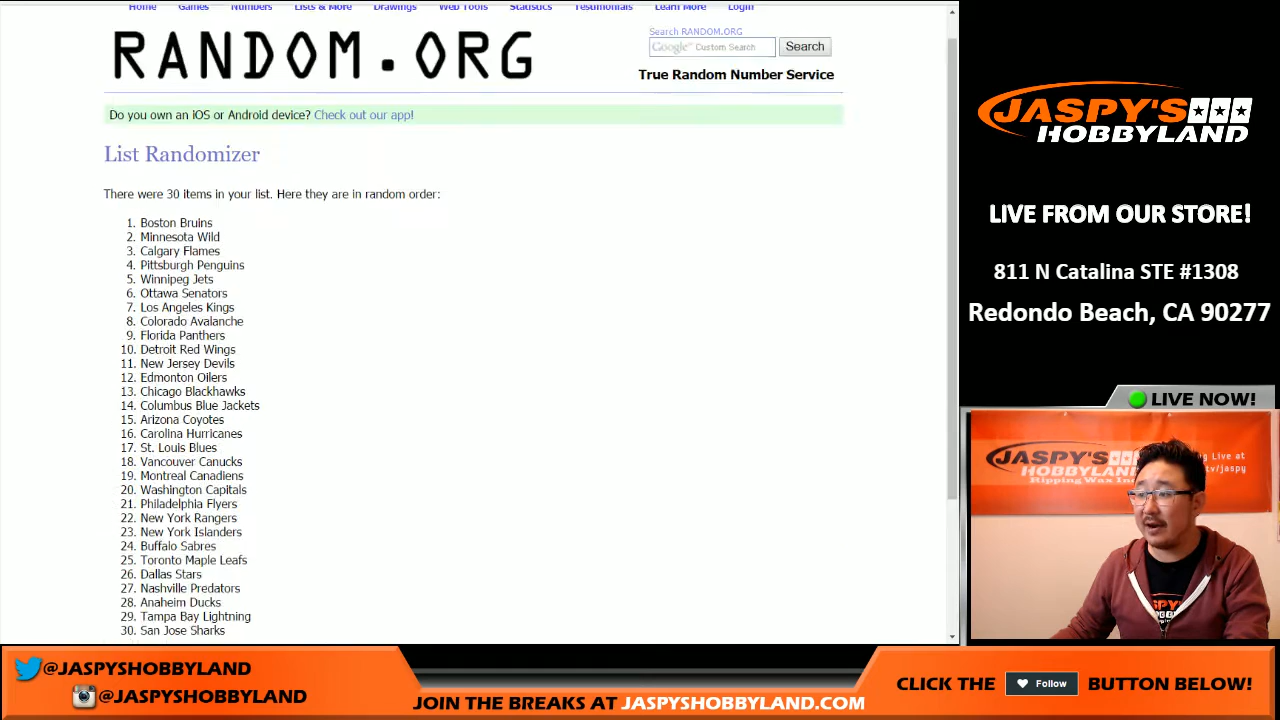 Home Games Numbers Lists & More Drawings Web Tools Statistics Testimonials Learn More Login
RANDOM.ORG
Search RANDOM.ORG
Google™ Custom Search
Search
True Random Number Service
Do you own an iOS or Android device? Check out our app!
List Randomizer
There were 30 items in your list. Here they are in random order:
1. Boston Bruins
2. Minnesota Wild
3. Calgary Flames
4. Pittsburgh Penguins
5. Winnipeg Jets
6. Ottawa Senators
7. Los Angeles Kings
8. Colorado Avalanche
9. Florida Panthers
10. Detroit Red Wings
11. New Jersey Devils
12. Edmonton Oilers
13. Chicago Blackhawks
14. Columbus Blue Jackets
15. Arizona Coyotes
16. Carolina Hurricanes
17. St. Louis Blues
18. Vancouver Canucks
19. Montreal Canadiens
20. Washington Capitals
21. Philadelphia Flyers
22. New York Rangers
23. New York Islanders
24. Buffalo Sabres
25. Toronto Maple Leafs
26. Dallas Stars
27. Nashville Predators
28. Anaheim Ducks
29. Tampa Bay Lightning
30. San Jose Sharks
JASPY'S
HOBBYLAND
LIVE FROM OUR STORE!
811 N Catalina STE #1308
Redondo Beach, CA 90277
LIVE NOW!
JASPY'S
HOBBYLAND
Ripping Wax
Live at
tv/jaspy
@JASPYSHOBBYLAND
@JASPYSHOBBYLAND
JOIN THE BREAKS AT JASPYSHOBBYLAND.COM
CLICK THE Follow BUTTON BELOW!